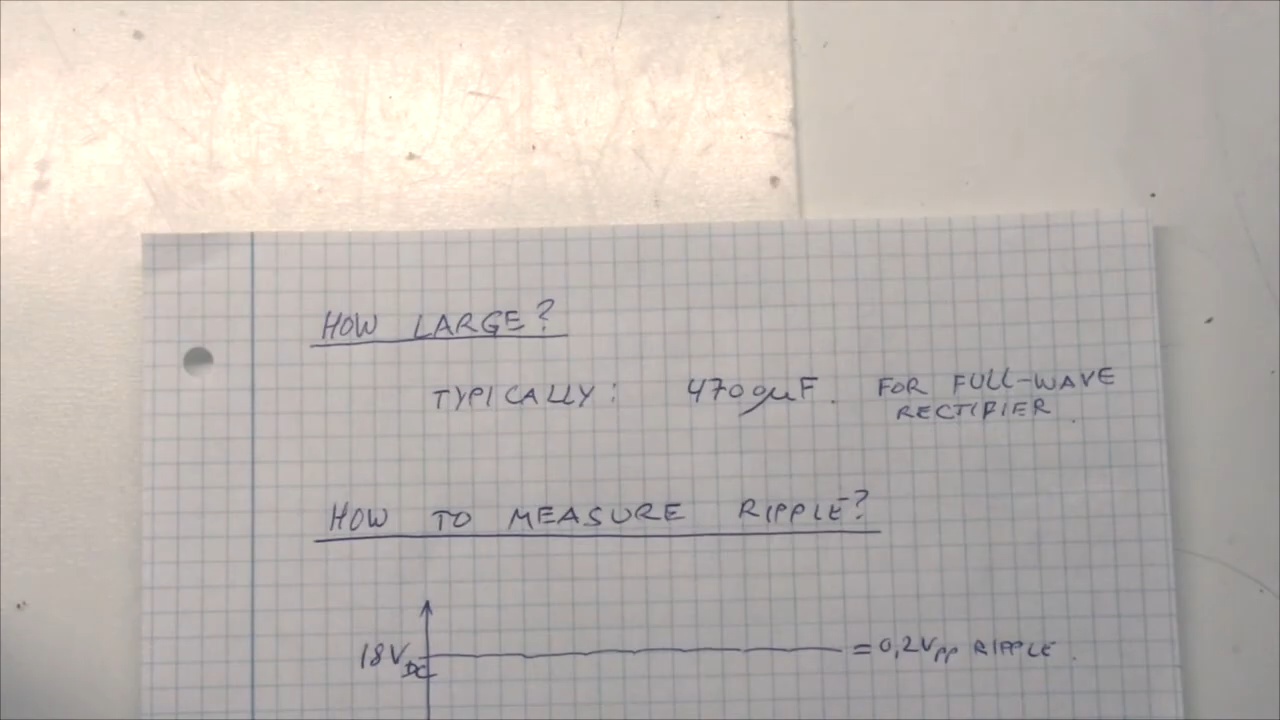 HOW LARGE?
TYPICALLY: 470µF. FOR FULL-WAVE
RECTIFIER.
HOW TO MEASURE RIPPLE?
18VDC = 0,2Vpp RIPPLE.